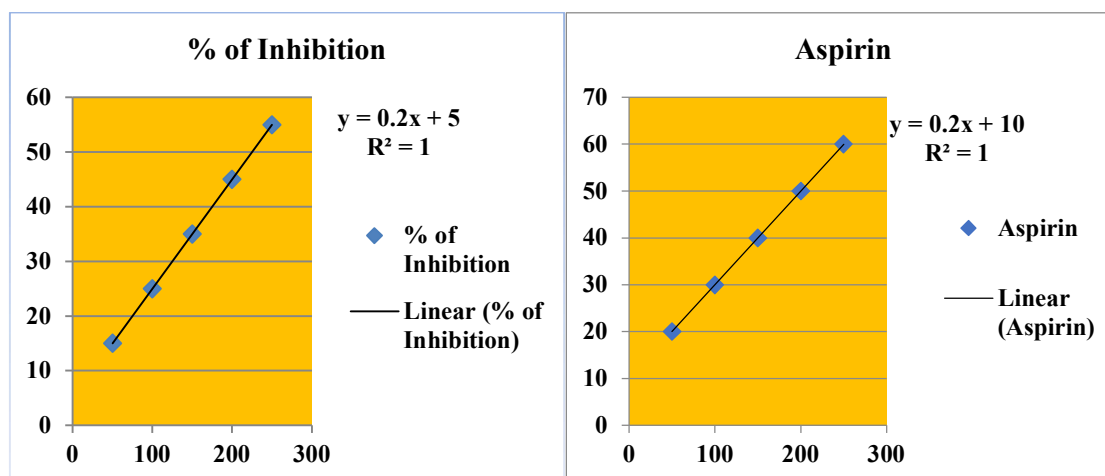 % of Inhibition
60
50
40
30
20
10
0
0 100 200 300
y = 0.2x + 5
R² = 1
% of
Inhibition
Linear (% of
Inhibition)
Aspirin
70
60
50
40
30
20
10
0
0 100 200 300
y = 0.2x + 10
R² = 1
Aspirin
Linear
(Aspirin)